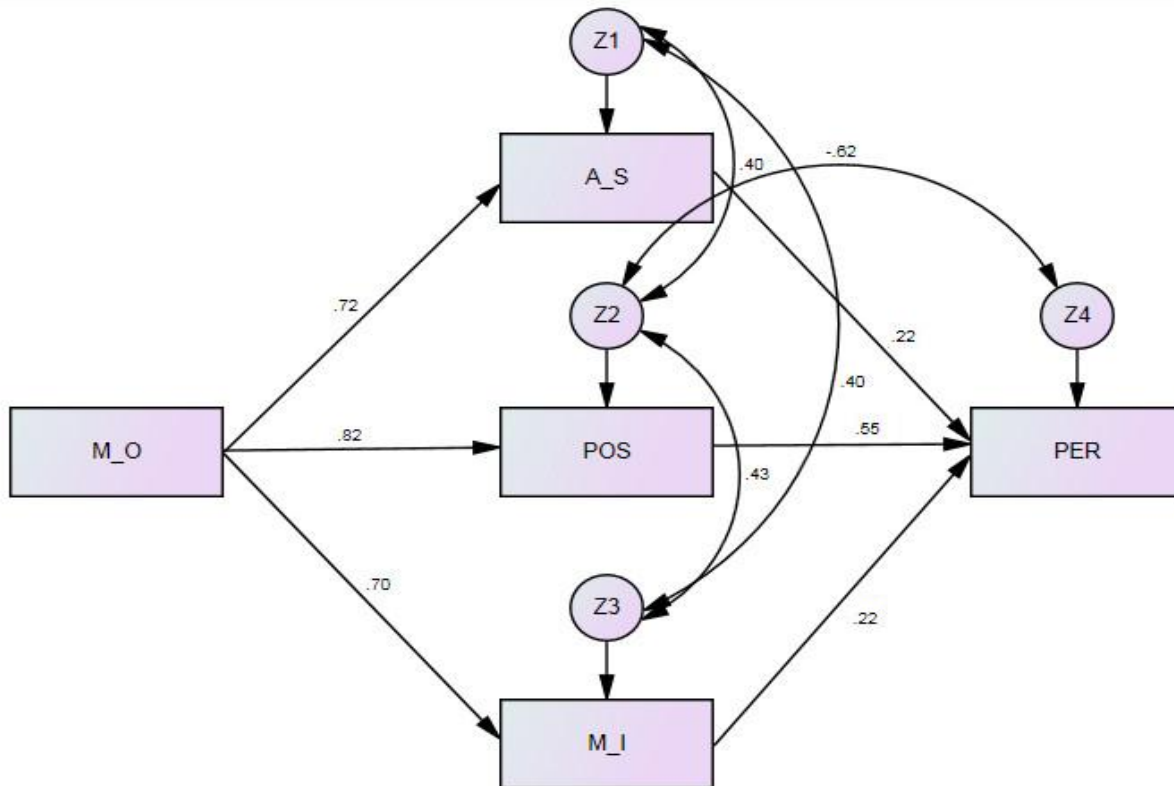 Z1
-.62
.40
A_S
.72
Z2
Z4
.22
.40
.82
.55
M_O
POS
PER
.43
.70
Z3
.22
M_I